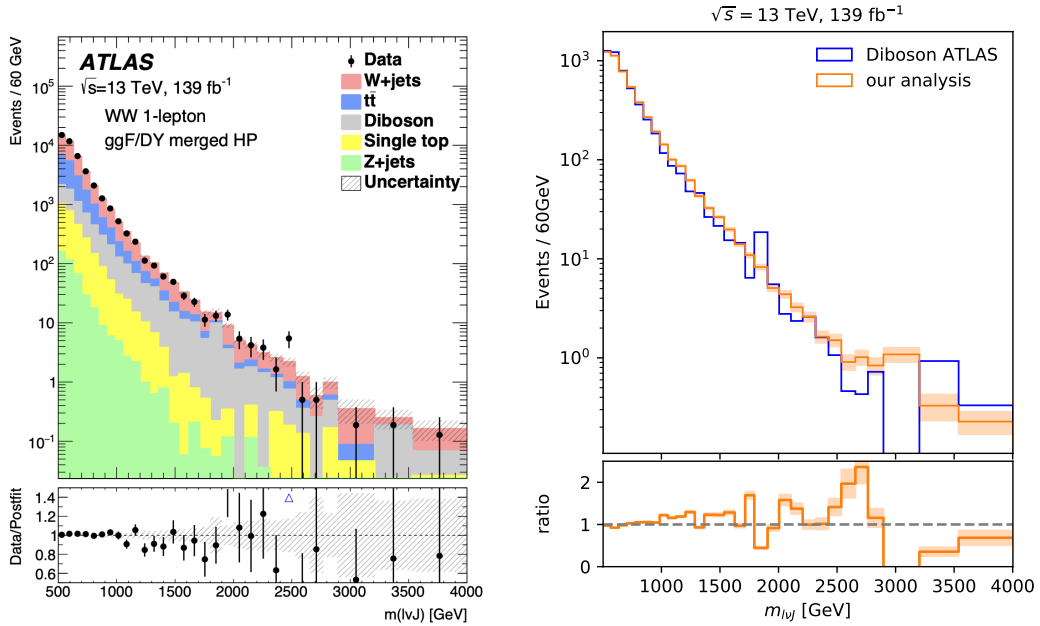 ATLAS
√s=13 TeV, 139 fb⁻¹
WW 1-lepton
ggF/DY merged HP
Data
W+jets
tt̄
Diboson
Single top
Z+jets
Uncertainty
Events / 60 GeV
10⁵
10⁴
10³
10²
10
1
10⁻¹
Data/Postfit
1.4
1.2
1
0.8
0.6
500 1000 1500 2000 2500 3000 3500 4000
m(lνJ) [GeV]
√s = 13 TeV, 139 fb⁻¹
Diboson ATLAS
our analysis
Events / 60GeV
10³
10²
10¹
10⁰
ratio
2
1
0
1000 1500 2000 2500 3000 3500 4000
m_lνJ [GeV]